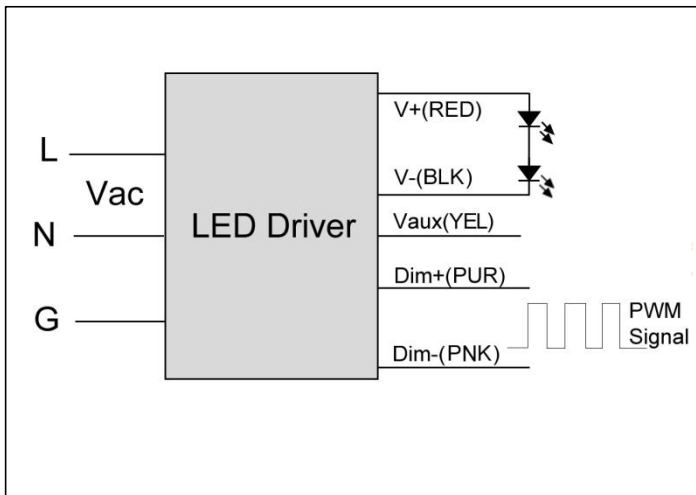 L
Vac
N
G
LED Driver
V+(RED)
V-(BLK)
Vaux(YEL)
Dim+(PUR)
Dim-(PNK)
PWM
Signal